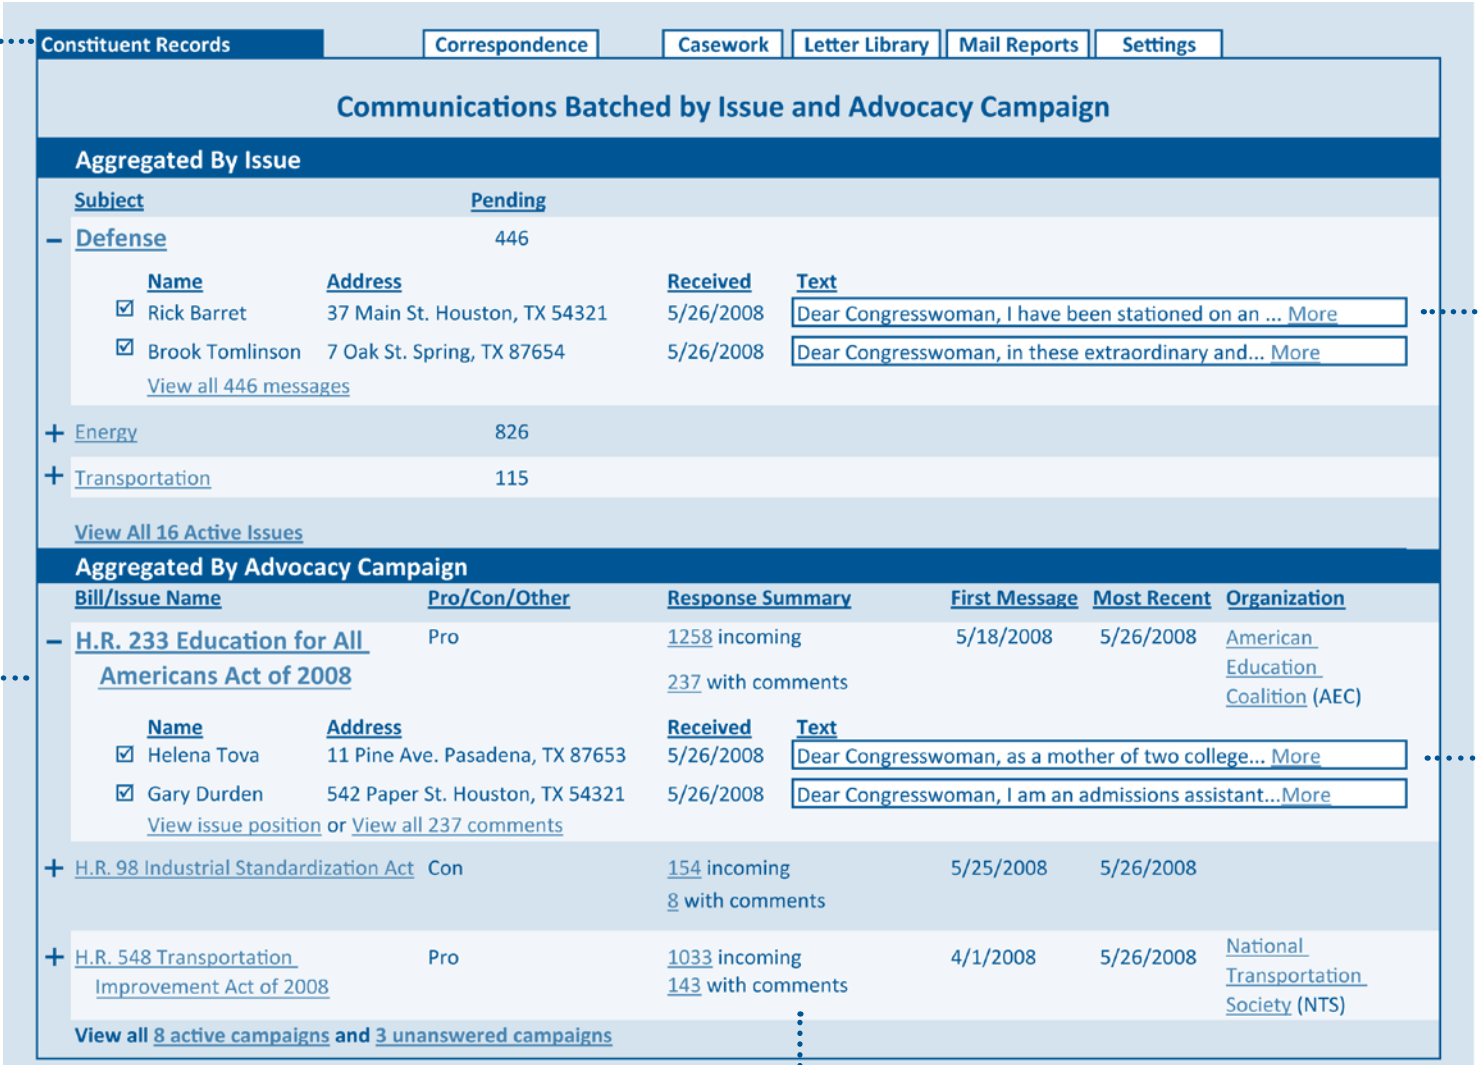 Constituent Records Correspondence Casework Letter Library Mail Reports Settings
Communications Batched by Issue and Advocacy Campaign
Aggregated By Issue
Subject Pending
− Defense 446
Name Address Received Text
Rick Barret 37 Main St. Houston, TX 54321 5/26/2008 Dear Congresswoman, I have been stationed on an ... More
Brook Tomlinson 7 Oak St. Spring, TX 87654 5/26/2008 Dear Congresswoman, in these extraordinary and... More
View all 446 messages
+ Energy 826
+ Transportation 115
View All 16 Active Issues
Aggregated By Advocacy Campaign
Bill/Issue Name Pro/Con/Other Response Summary First Message Most Recent Organization
− H.R. 233 Education for All Pro 1258 incoming 5/18/2008 5/26/2008 American
Education
Americans Act of 2008 237 with comments
Coalition (AEC)
Name Address Received Text
Helena Tova 11 Pine Ave. Pasadena, TX 87653 5/26/2008 Dear Congresswoman, as a mother of two college... More
Gary Durden 542 Paper St. Houston, TX 54321 5/26/2008 Dear Congresswoman, I am an admissions assistant...More
View issue position or View all 237 comments
+ H.R. 98 Industrial Standardization Act Con 154 incoming 5/25/2008 5/26/2008
8 with comments
National
+ H.R. 548 Transportation Pro 1033 incoming 4/1/2008 5/26/2008
Transportation
Improvement Act of 2008 143 with comments
Society (NTS)
View all 8 active campaigns and 3 unanswered campaigns